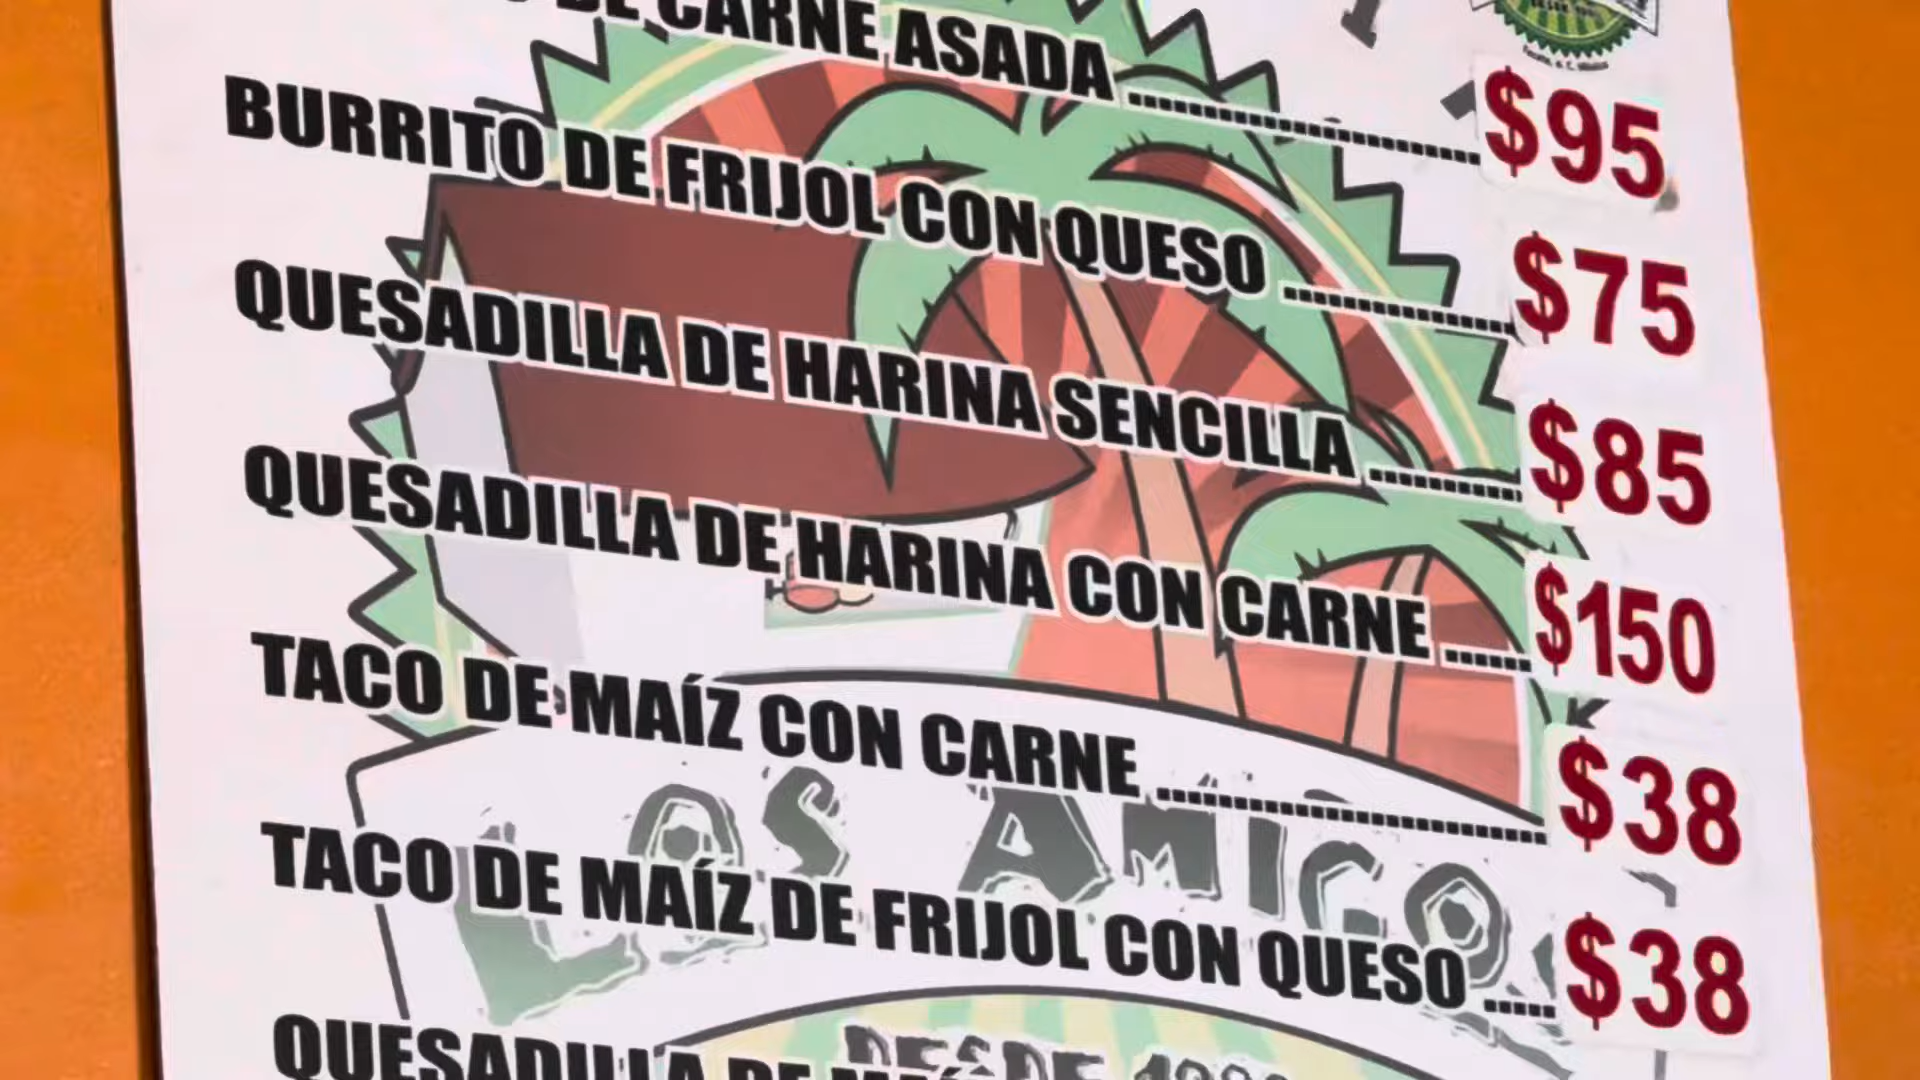 DE CARNE ASADA ........................ $95
BURRITO DE FRIJOL CON QUESO ............... $75
QUESADILLA DE HARINA SENCILLA .......... $85
QUESADILLA DE HARINA CON CARNE ...... $150
TACO DE MAÍZ CON CARNE .......................... $38
TACO DE MAÍZ DE FRIJOL CON QUESO ..... $38
QUESADILLA DE
LOS AMIGO
DESDE